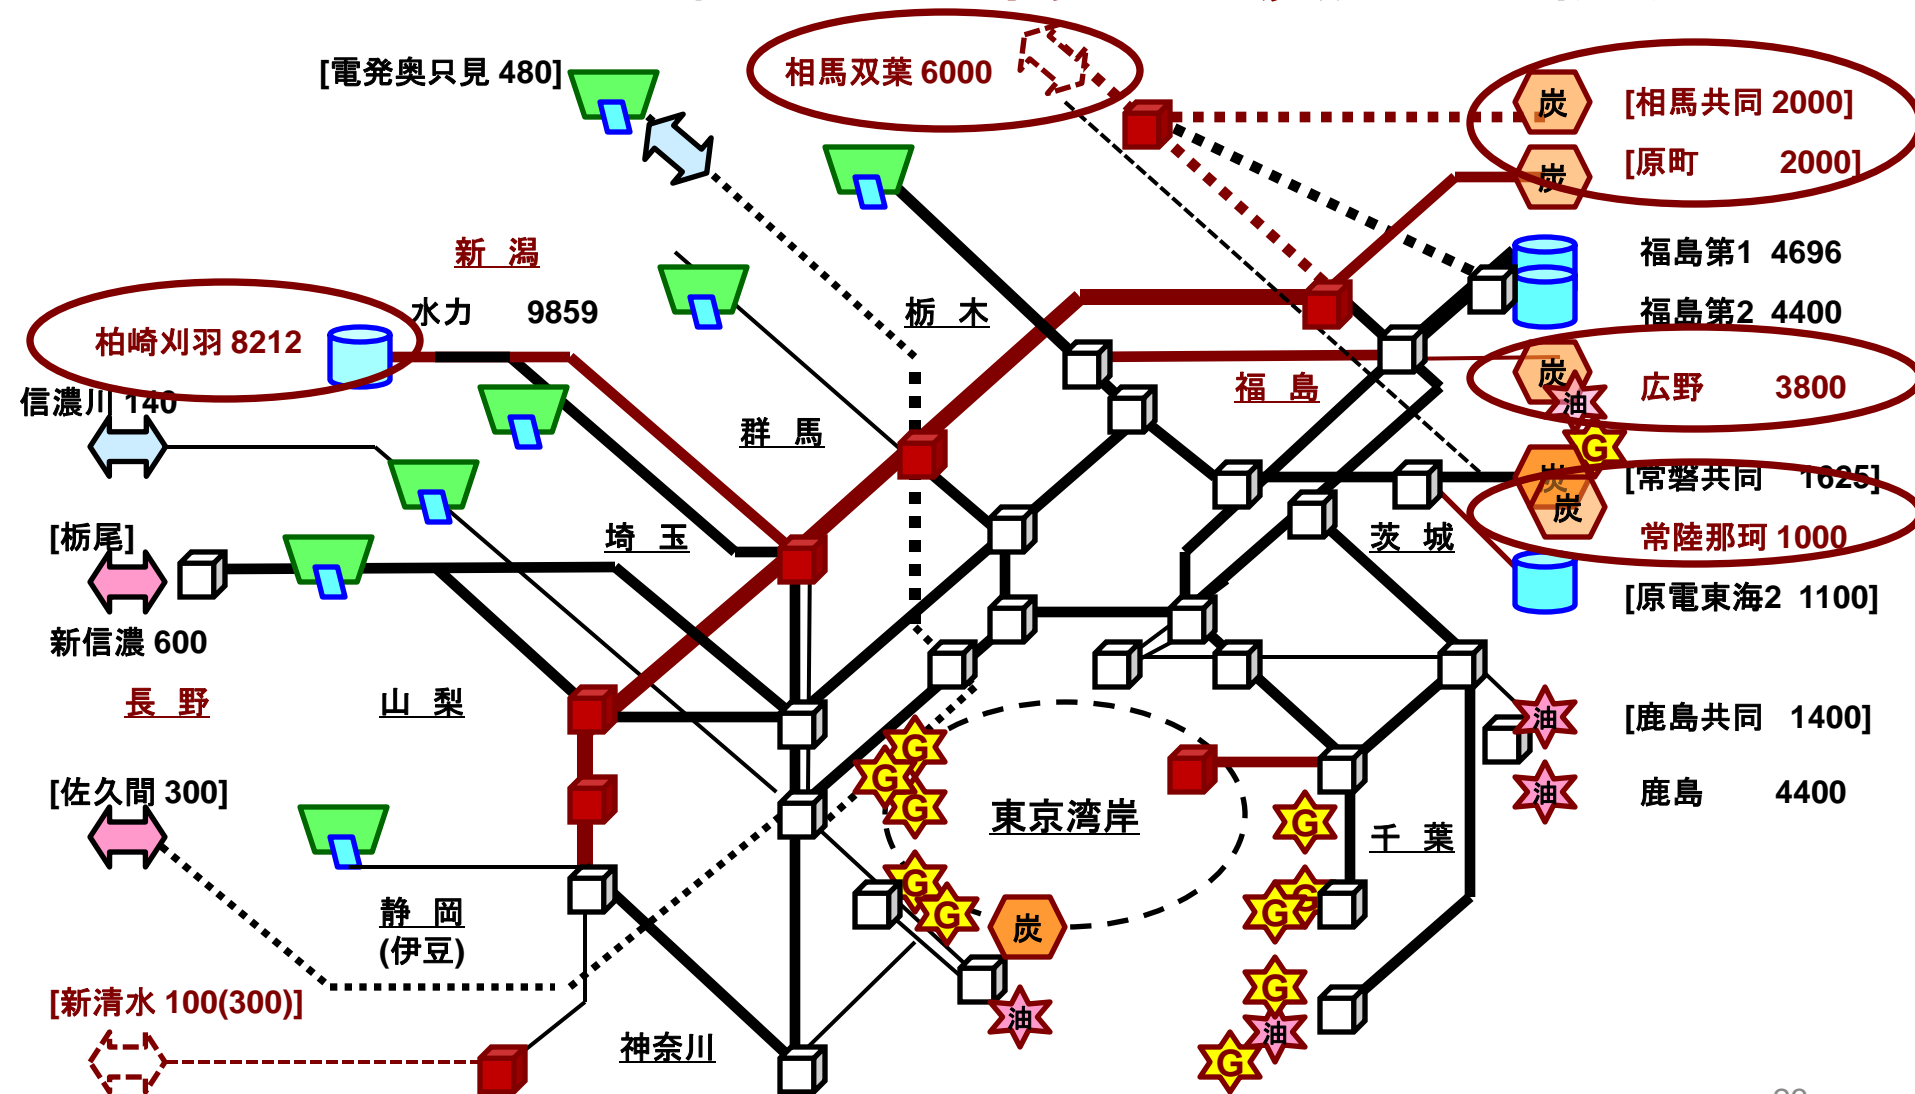 [電発奥只見 480]
相馬双葉 6000
炭
[相馬共同 2000]
炭
[原町 2000]
新 潟
福島第1 4696
水力 9859
栃 木
福島第2 4400
柏崎刈羽 8212
福 島
炭
広野 3800
油
信濃川 140
群 馬
G
炭
[常磐共同 1625]
炭
[栃尾]
埼 玉
茨 城
常陸那珂 1000
[原電東海2 1100]
新信濃 600
長 野
山 梨
油
[鹿島共同 1400]
G
G
[佐久間 300]
G
東京湾岸
G
油
鹿島 4400
千 葉
G
G
G
G
静 岡
G
炭
(伊豆)
G
[新清水 100(300)]
油
油
神奈川
G